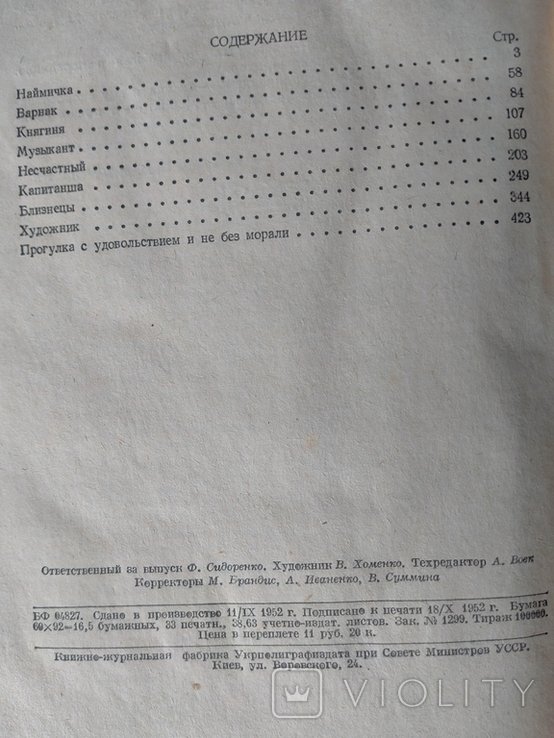 СОДЕРЖАНИЕ Стр.
Наймичка 3
Варнак 58
Княгиня 84
Музыкант 107
Несчастный 160
Капитанша 203
Близнецы 249
Художник 344
Прогулка с удовольствием и не без морали 423
Ответственный за выпуск Ф. Сидоренко. Художник В. Хоменко. Техредактор А. Вовк
Корректоры М. Брандис, А. Иваненко, В. Суммина
БФ 04827. Сдано в производство 11/IX 1952 г. Подписано к печати 18/X 1952 г. Бумага
60×92=16,5 бумажных, 33 печатн., 38,63 учетно-издат. листов. Зак. № 1299. Тираж 100000.
Цена в переплете 11 руб. 20 к.
Книжно-журнальная фабрика Укрполиграфиздата при Совете Министров УССР.
Киев, ул. Воровского, 24.
VIOLITY